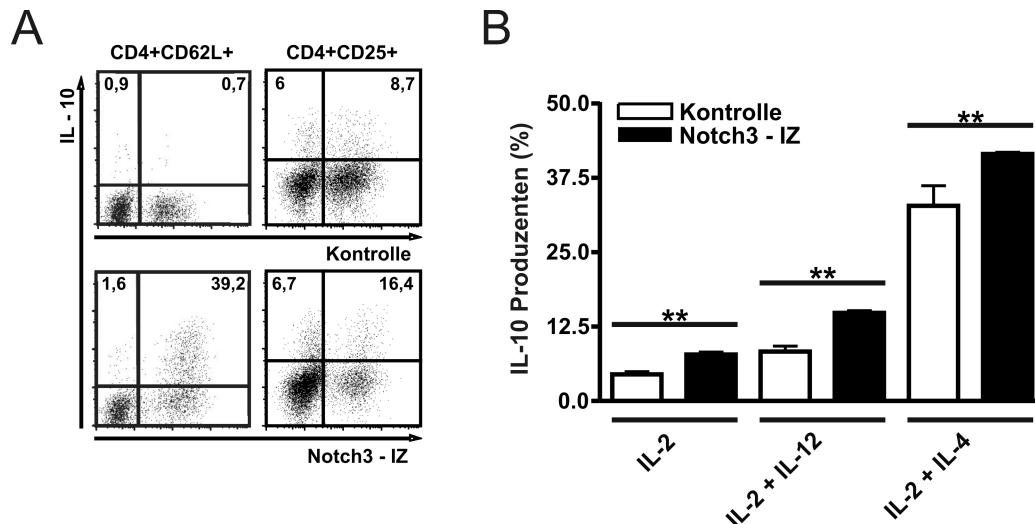 A
CD4+CD62L+ CD4+CD25+
IL - 10
0,9 0,7 6 8,7
Kontrolle
1,6 39,2 6,7 16,4
Notch3 - IZ
B
IL-10 Produzenten (%)
50.0
37.5
25.0
12.5
0.0
Kontrolle
Notch3 - IZ
**
**
**
IL-2
IL-2 + IL-12
IL-2 + IL-4